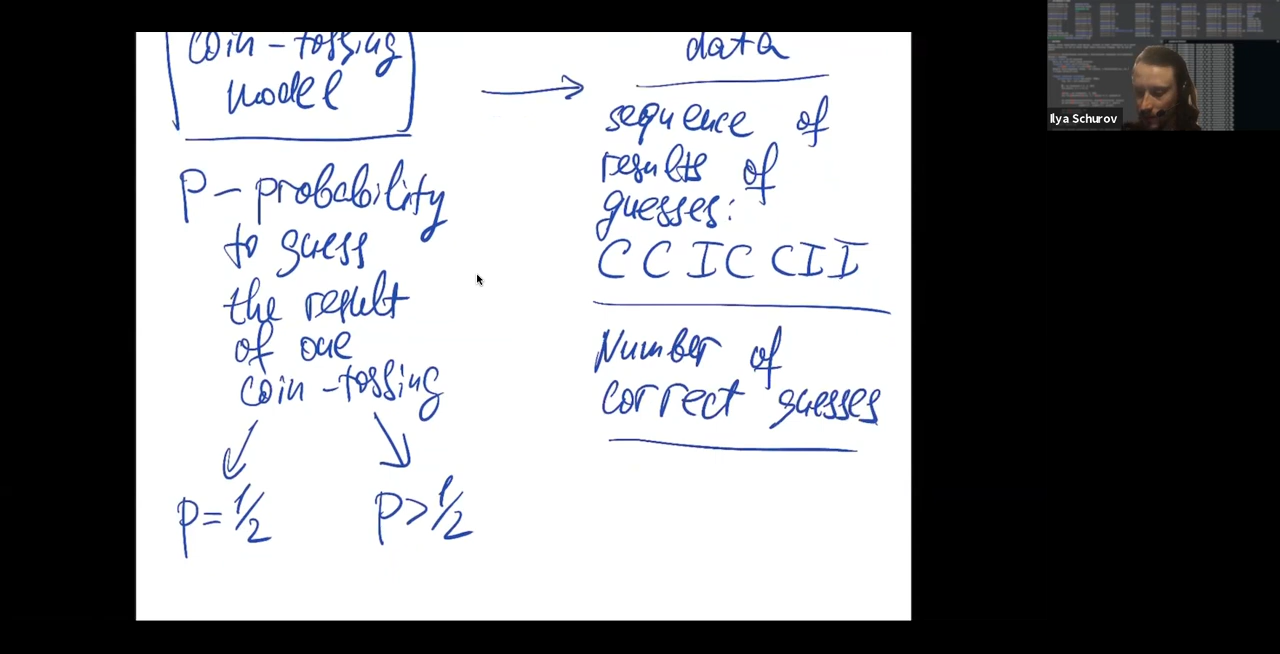 coin-tossing
model
p – probability
to guess
the result
of one
coin-tossing
p = 1/2
p > 1/2
data
sequence of
results of
guesses:
C C I C C I I
Number of
correct guesses
Ilya Schurov